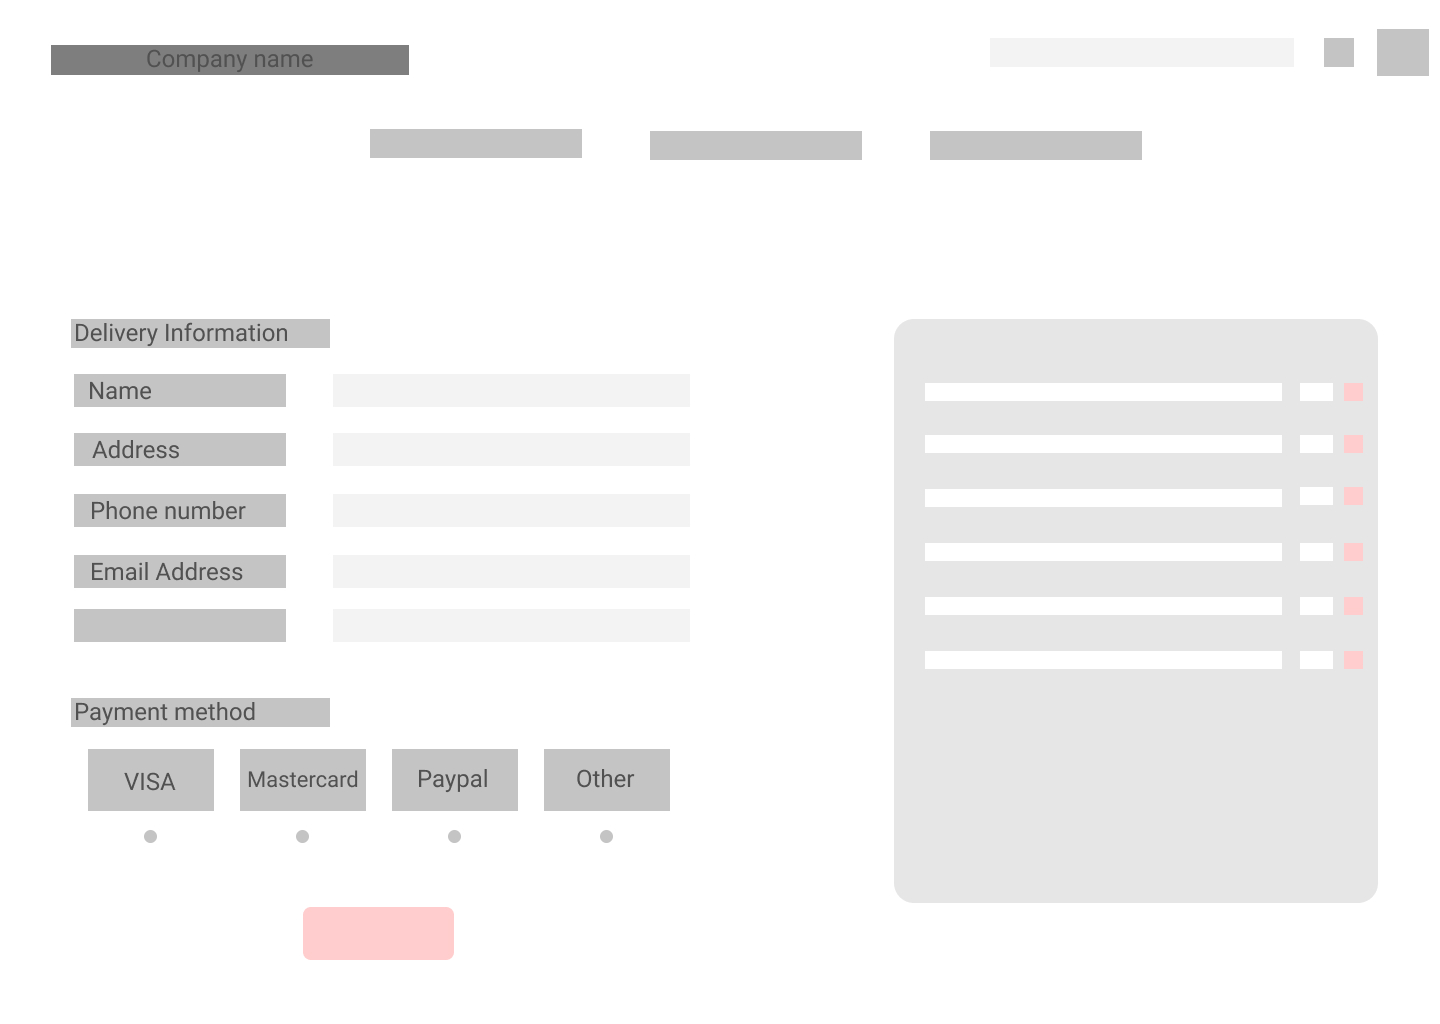 Company name
Delivery Information
Name
Address
Phone number
Email Address
Payment method
VISA
Mastercard
Paypal
Other